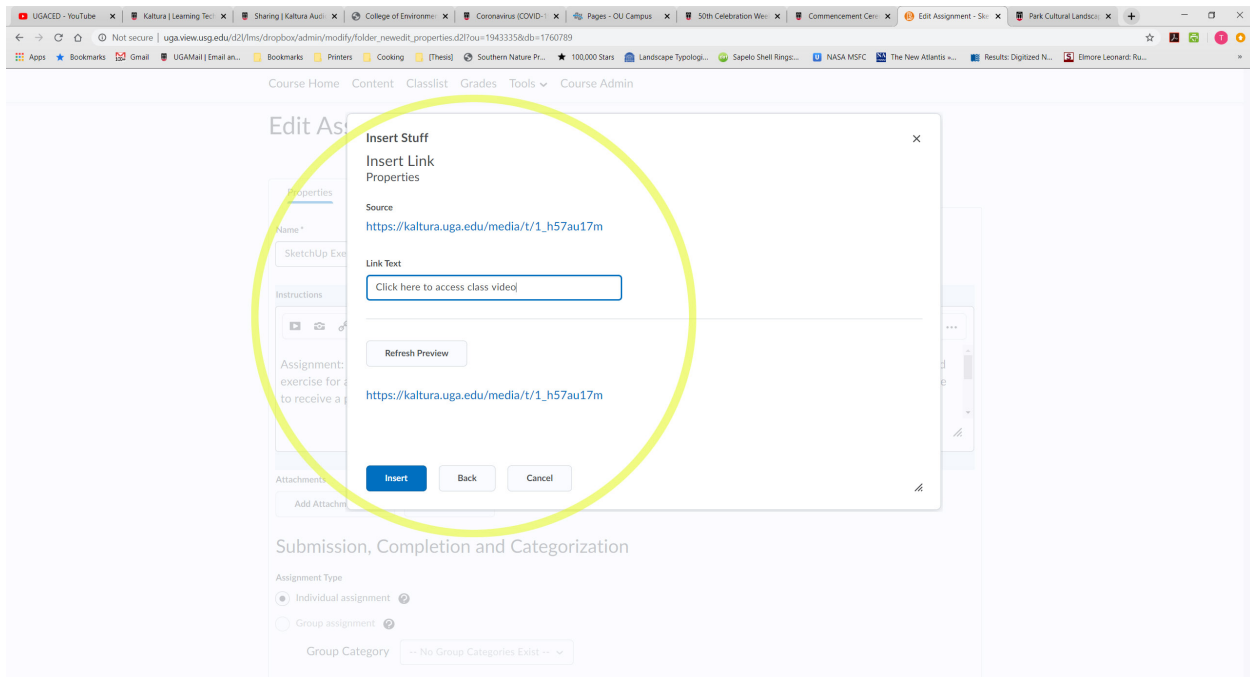 UGACED - YouTube
Kaltura | Learning Tech
Sharing | Kaltura Audi
College of Environmen
Coronavirus (COVID-1
Pages - OU Campus
50th Celebration Wee
Commencement Cere
Edit Assignment - Ske
Park Cultural Landscap
Not secure | uga.view.usg.edu/d2l/lms/dropbox/admin/modify/folder_newedit_properties.d2l?ou=1943335&db=1760789
Apps Bookmarks Gmail UGAMail | Email an... Bookmarks Printers Cooking [Thesis] Southern Nature Pr... 100,000 Stars Landscape Typologi... Sapelo Shell Rings:... NASA MSFC The New Atlantis »... Results: Digitized N... Elmore Leonard: Ru... »
Course Home Content Classlist Grades Tools Course Admin
Edit Ass
Insert Stuff
Insert Link
Properties
Properties
Source
https://kaltura.uga.edu/media/t/1_h57au17m
Name *
SketchUp Exe
Link Text
Click here to access class video
Instructions
Refresh Preview
Assignment:
exercise for a
to receive a p
https://kaltura.uga.edu/media/t/1_h57au17m
Insert Back Cancel
Attachments
Add Attachm
Submission, Completion and Categorization
Assignment Type
Individual assignment
Group assignment
Group Category -- No Group Categories Exist --